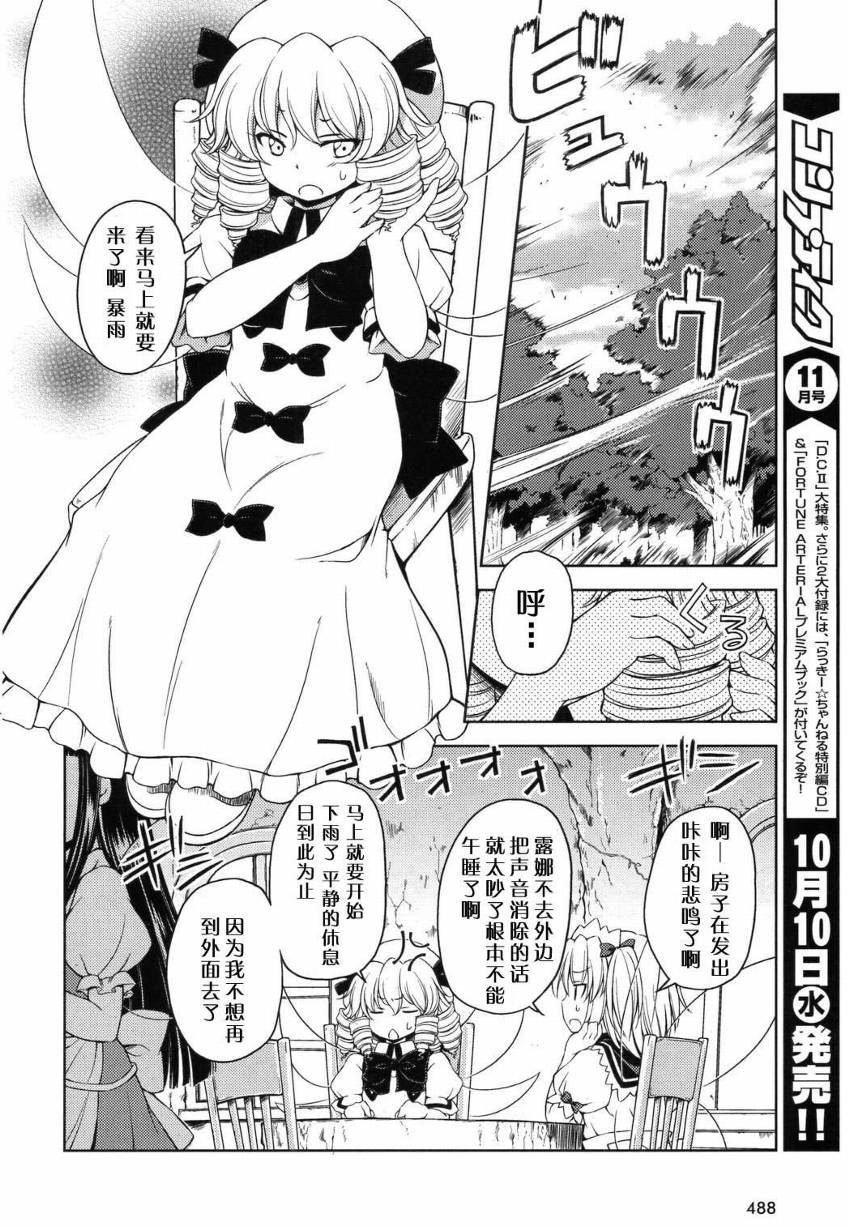 ビュウウウ
看来马上就要
来了啊 暴雨
呼…
くる
啊— 房子在发出
咔咔的悲鸣了啊
露娜不去外边
把声音消除的话
就太吵了根本不能
午睡了啊
马上就要开始
下雨了 平静的休息
日到此为止
因为我不想再
到外面去了
オオオオ
コンプティク
11
月号
「DCⅡ」大特集。さらに2大付録には、「らっきー☆ちゃんねる特別編CD」
&「FORTUNE ARTERIALプレミアムブック」が付いてくるぞ!
10月10日㊌発売!!
488